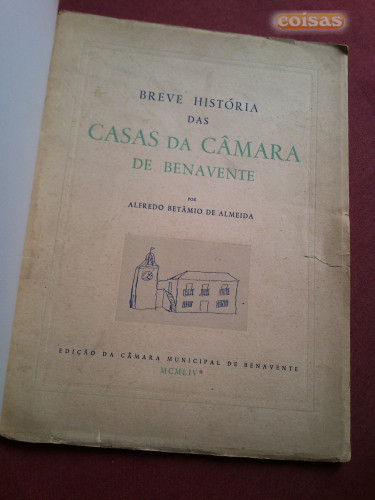 coisas
BREVE HISTÓRIA
DAS
CASAS DA CÂMARA
DE BENAVENTE
POR
ALFREDO BETÂMIO DE ALMEIDA
EDIÇÃO DA CÂMARA MUNICIPAL DE BENAVENTE
MCMLIV